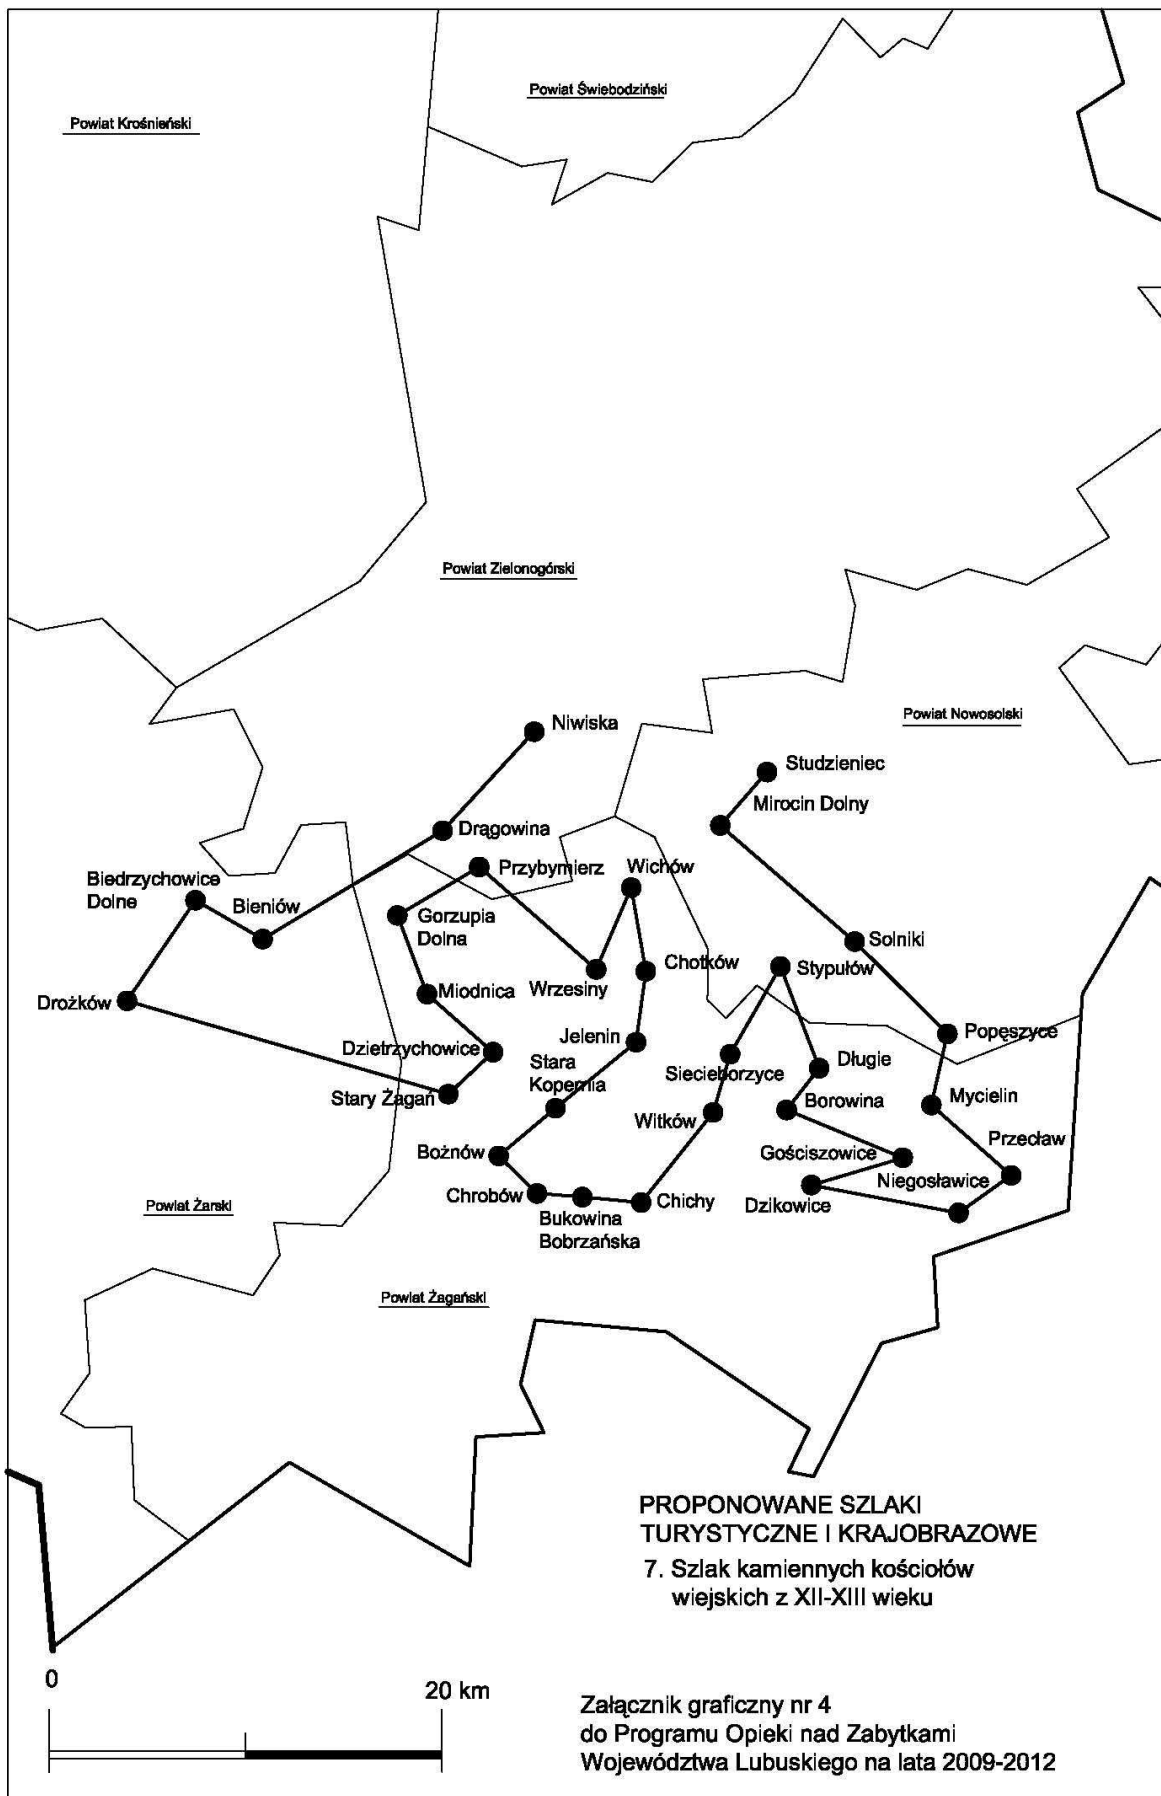 Powiat Świebodziński
Powiat Krośnieński
Powiat Zielonogórski
Powiat Nowosolski
Niwiska
Studzieniec
Mirocin Dolny
Drągowina
Przybymierz
Wichów
Biedrzychowice
Dolne
Bieniów
Gorzupia
Dolna
Solniki
Chotków
Stypułów
Wrzesiny
Miodnica
Drożków
Popęszyce
Jelenin
Dzietrzychowice
Długie
Stara
Kopernia
Siecieborzyce
Stary Żagań
Borowina
Mycielin
Witków
Przecław
Bożnów
Gościszowice
Niegosławice
Chrobów
Chichy
Dzikowice
Bukowina
Bobrzańska
Powiat Żarski
Powiat Żagański
PROPONOWANE SZLAKI
TURYSTYCZNE I KRAJOBRAZOWE
7. Szlak kamiennych kościołów
wiejskich z XII-XIII wieku
0
20 km
Załącznik graficzny nr 4
do Programu Opieki nad Zabytkami
Województwa Lubuskiego na lata 2009-2012